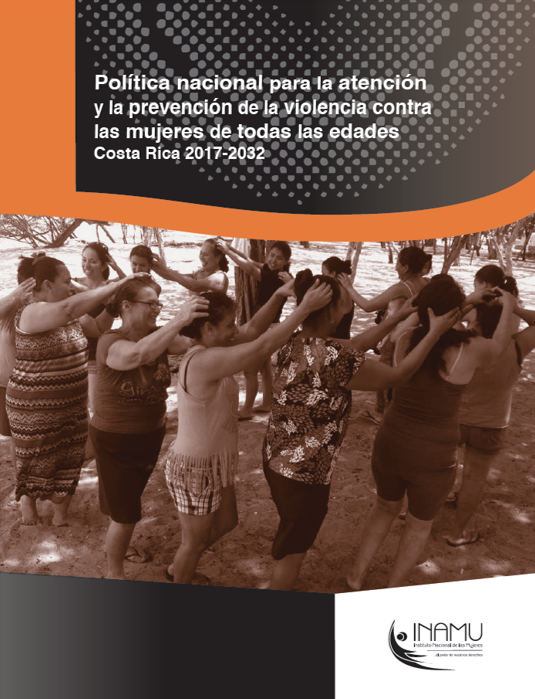 Política nacional para la atención
y la prevención de la violencia contra
las mujeres de todas las edades
Costa Rica 2017-2032
INAMU
Instituto Nacional de las Mujeres